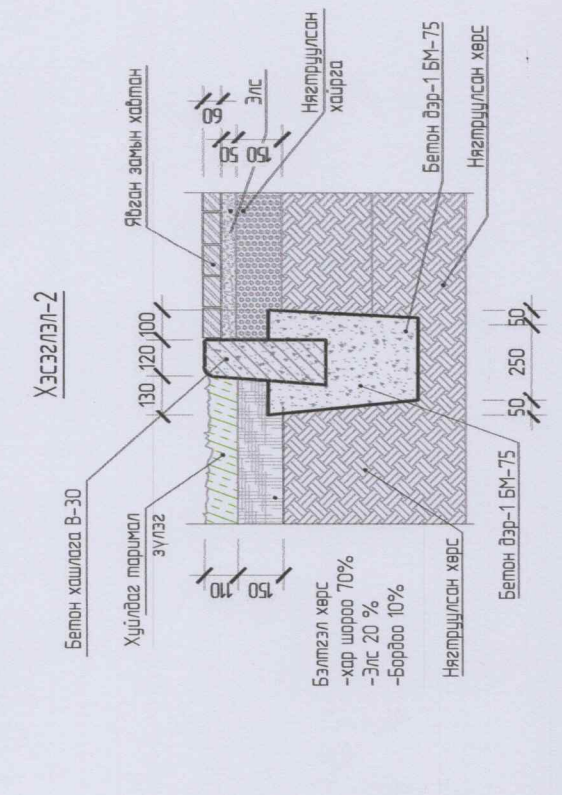 Хэсэглэл-2
Бетон хашлага В-30
Хуйлдаг таримал
зүлэг
Явган замын хавтан
130
120
100
60
50
150
Элс
Нягтруулсан
хайрга
110
150
Бэлтгэл хөрс
-хар шороо 70%
-Элс 20 %
-Бордоо 10%
Нягтруулсан хөрс
Бетон дэр-1 БМ-75
50
250
50
Бетон дэр-1 БМ-75
Нягтруулсан хөрс